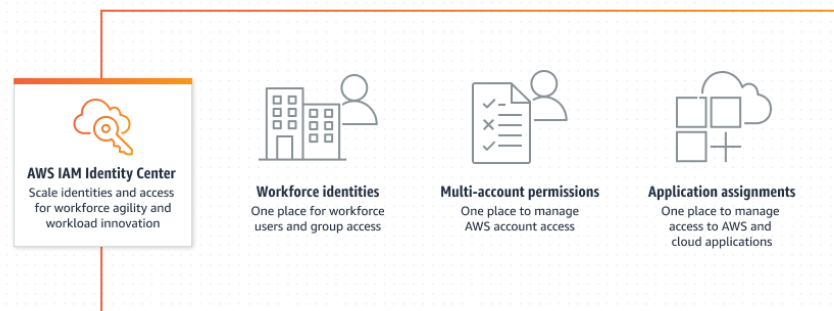 AWS IAM Identity Center
Scale identities and access
for workforce agility and
workload innovation
Workforce identities
One place for workforce
users and group access
Multi-account permissions
One place to manage
AWS account access
Application assignments
One place to manage
access to AWS and
cloud applications